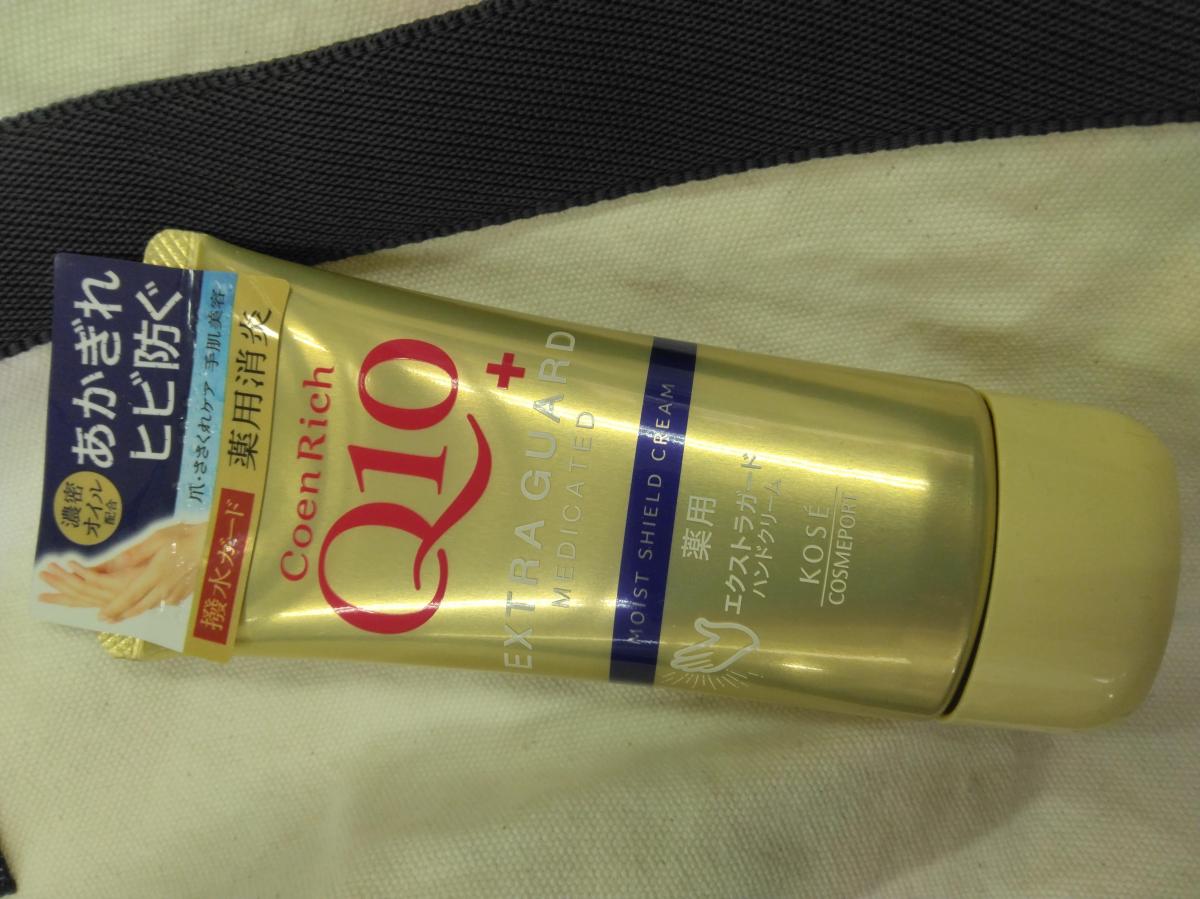 濃密
オイル
配合
あかぎれ
ヒビ防ぐ
爪・ささくれケア 手肌美容
撥水ガード
薬用消炎
CoenRich
Q10
+
EXTRA GUARD
MEDICATED
MOIST SHIELD CREAM
薬用
エクストラガード
ハンドクリーム
KOSÉ
COSMEPORT